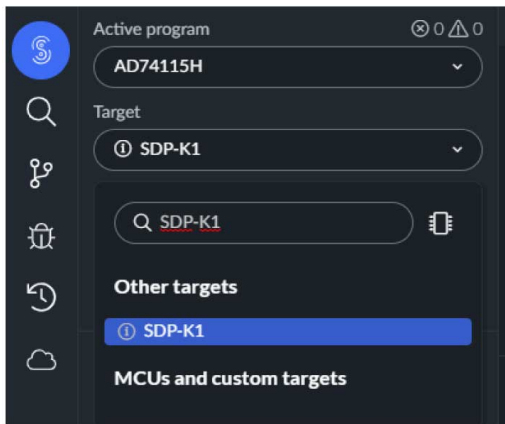 Active program
0 0
AD74115H
Target
SDP-K1
SDP-K1
Other targets
SDP-K1
MCUs and custom targets